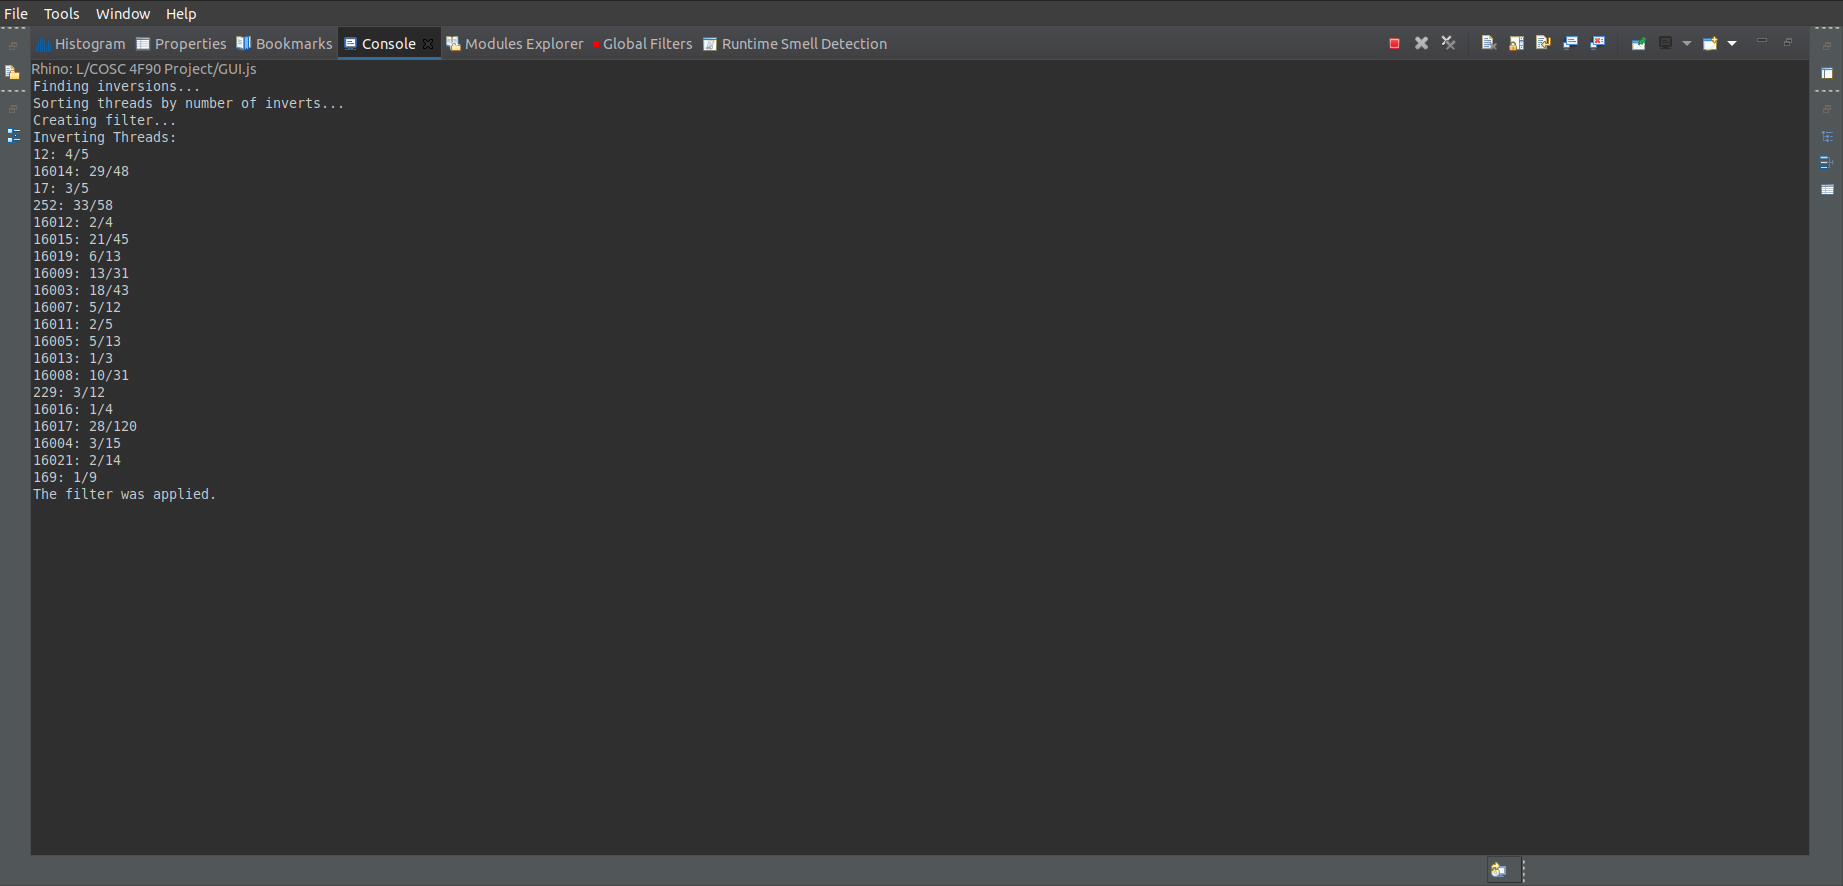 File Tools Window Help
Histogram Properties Bookmarks Console Modules Explorer Global Filters Runtime Smell Detection
Rhino: L/COSC 4F90 Project/GUI.js
Finding inversions...
Sorting threads by number of inverts...
Creating filter...
Inverting Threads:
12: 4/5
16014: 29/48
17: 3/5
252: 33/58
16012: 2/4
16015: 21/45
16019: 6/13
16009: 13/31
16003: 18/43
16007: 5/12
16011: 2/5
16005: 5/13
16013: 1/3
16008: 10/31
229: 3/12
16016: 1/4
16017: 28/120
16004: 3/15
16021: 2/14
169: 1/9
The filter was applied.